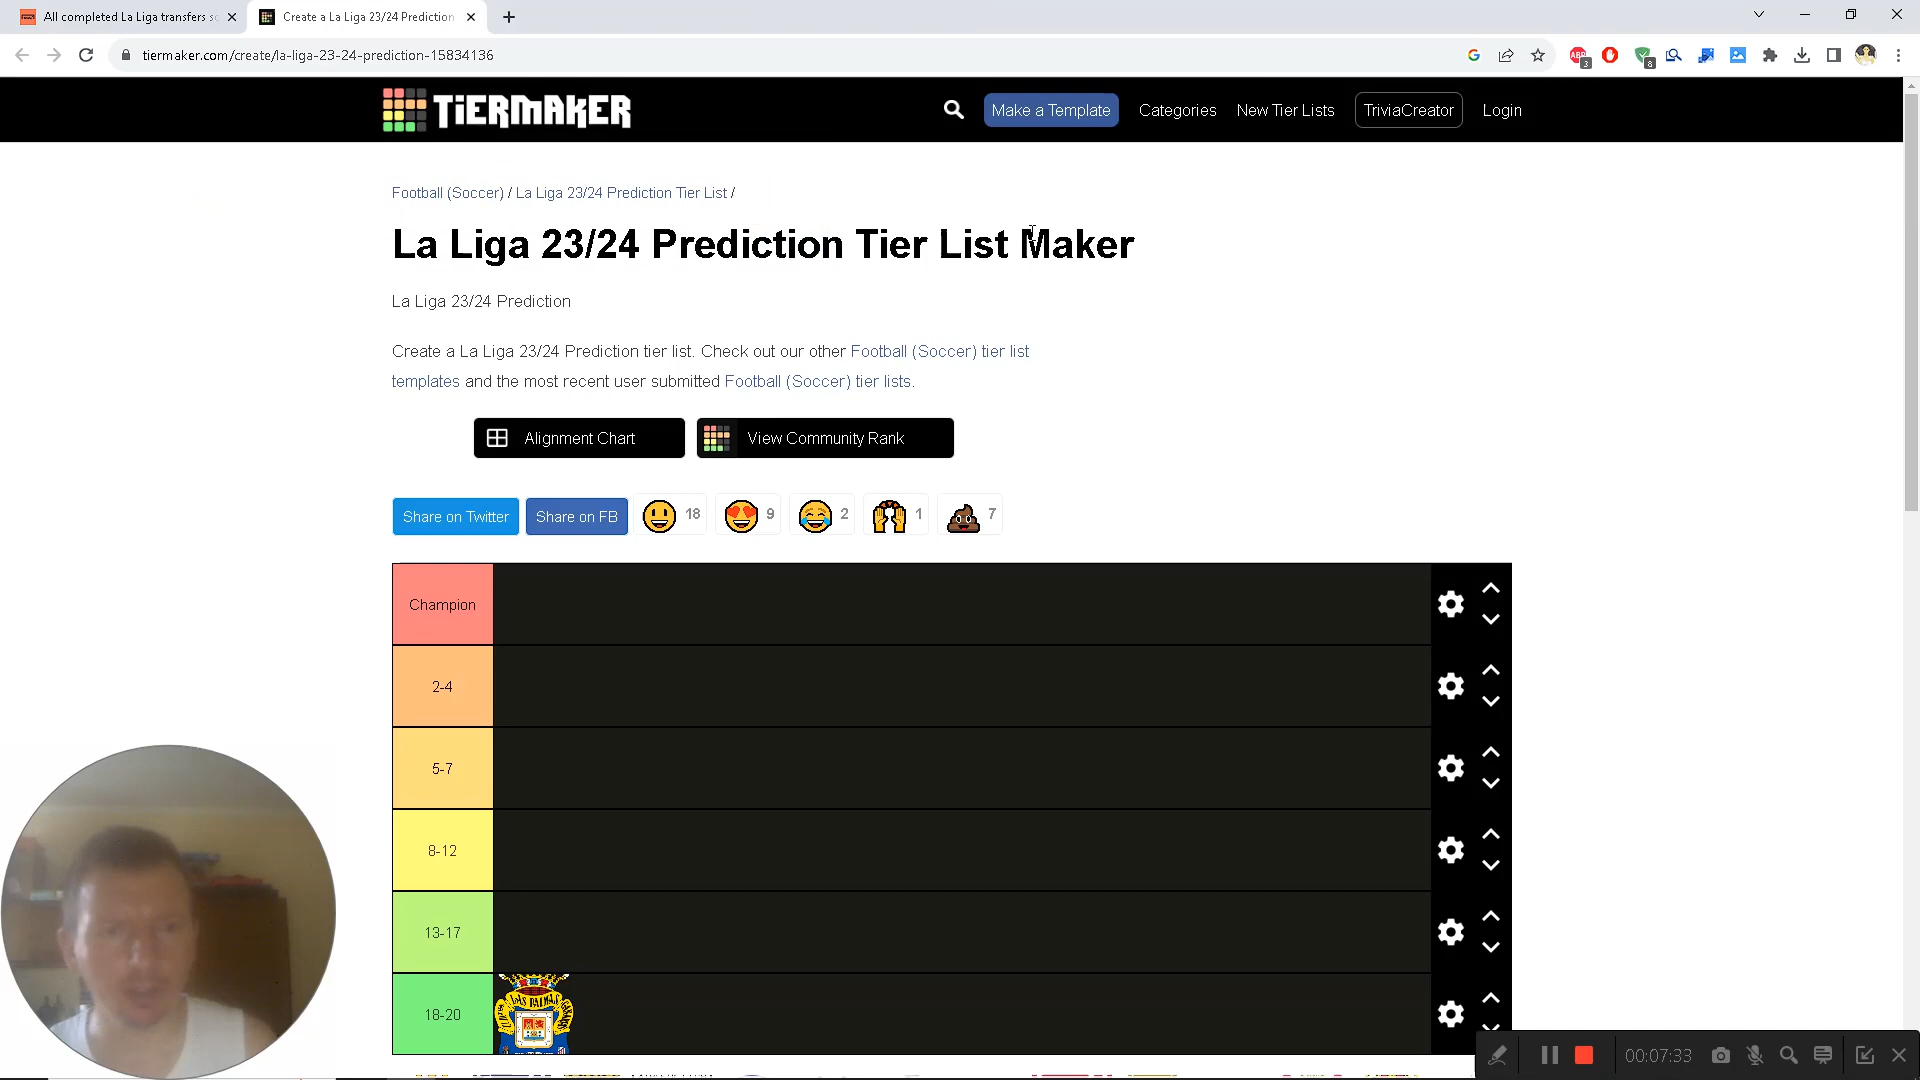 All completed La Liga transfers s
Create a La Liga 23/24 Prediction
tiermaker.com/create/la-liga-23-24-prediction-15834136
G
ABP
3
8
TiERMAKER
Make a Template
Categories
New Tier Lists
TriviaCreator
Login
Football (Soccer) / La Liga 23/24 Prediction Tier List /
La Liga 23/24 Prediction Tier List Maker
La Liga 23/24 Prediction
Create a La Liga 23/24 Prediction tier list. Check out our other Football (Soccer) tier list
templates and the most recent user submitted Football (Soccer) tier lists.
Alignment Chart
View Community Rank
Share on Twitter
Share on FB
18
9
2
1
7
Champion
2-4
5-7
8-12
13-17
18-20
LAS PALMAS
00:07:33